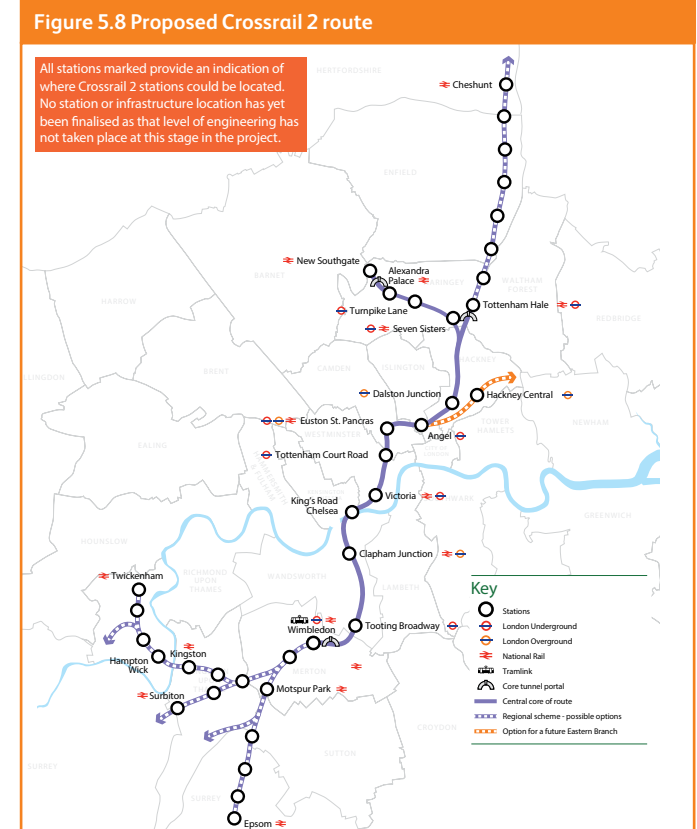 Figure 5.8 Proposed Crossrail 2 route
All stations marked provide an indication of
where Crossrail 2 stations could be located.
No station or infrastructure location has yet
been finalised as that level of engineering has
not taken place at this stage in the project.
HERTFORDSHIRE
Cheshunt
ENFIELD
New Southgate
BARNET
Alexandra
Palace
WALTHAM
FOREST
HARROW
Turnpike Lane
Tottenham Hale
REDBRIDGE
Seven Sisters
HACKNEY
CAMDEN
ISLINGTON
BRENT
Dalston Junction
Hackney Central
Euston St. Pancras
WESTMINSTER
Angel
TOWER
HAMLETS
NEWHAM
EALING
Tottenham Court Road
King's Road
Chelsea
Victoria
GREENWICH
HOUNSLOW
Clapham Junction
Twickenham
RICHMOND
UPON
THAMES
WANDSWORTH
LAMBETH
Key
Stations
London Underground
London Overground
National Rail
Tramlink
Core tunnel portal
Central core of route
Regional scheme - possible options
Option for a future Eastern Branch
Wimbledon
Tooting Broadway
Hampton
Wick
Kingston
MERTON
Surbiton
Motspur Park
CROYDON
SUTTON
SURREY
SURREY
Epsom